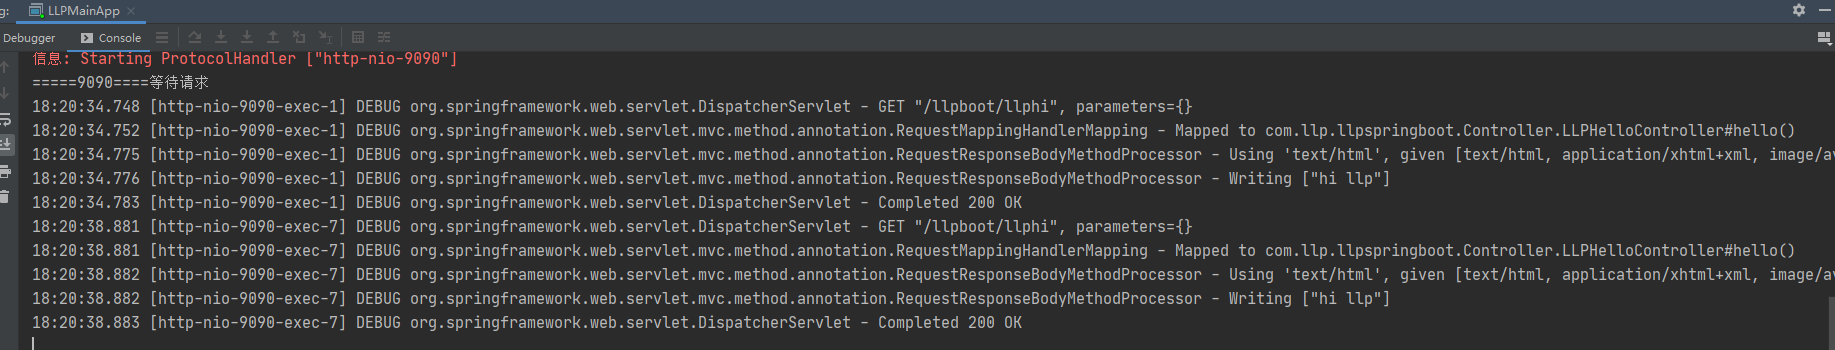 g: LLPMainApp
Debugger Console
信息: Starting ProtocolHandler ["http-nio-9090"]
=====9090====等待请求
18:20:34.748 [http-nio-9090-exec-1] DEBUG org.springframework.web.servlet.DispatcherServlet - GET "/llpboot/llphi", parameters={}
18:20:34.752 [http-nio-9090-exec-1] DEBUG org.springframework.web.servlet.mvc.method.annotation.RequestMappingHandlerMapping - Mapped to com.llp.llpspringboot.Controller.LLPHelloController#hello()
18:20:34.775 [http-nio-9090-exec-1] DEBUG org.springframework.web.servlet.mvc.method.annotation.RequestResponseBodyMethodProcessor - Using 'text/html', given [text/html, application/xhtml+xml, image/av
18:20:34.776 [http-nio-9090-exec-1] DEBUG org.springframework.web.servlet.mvc.method.annotation.RequestResponseBodyMethodProcessor - Writing ["hi llp"]
18:20:34.783 [http-nio-9090-exec-1] DEBUG org.springframework.web.servlet.DispatcherServlet - Completed 200 OK
18:20:38.881 [http-nio-9090-exec-7] DEBUG org.springframework.web.servlet.DispatcherServlet - GET "/llpboot/llphi", parameters={}
18:20:38.881 [http-nio-9090-exec-7] DEBUG org.springframework.web.servlet.mvc.method.annotation.RequestMappingHandlerMapping - Mapped to com.llp.llpspringboot.Controller.LLPHelloController#hello()
18:20:38.882 [http-nio-9090-exec-7] DEBUG org.springframework.web.servlet.mvc.method.annotation.RequestResponseBodyMethodProcessor - Using 'text/html', given [text/html, application/xhtml+xml, image/av
18:20:38.882 [http-nio-9090-exec-7] DEBUG org.springframework.web.servlet.mvc.method.annotation.RequestResponseBodyMethodProcessor - Writing ["hi llp"]
18:20:38.883 [http-nio-9090-exec-7] DEBUG org.springframework.web.servlet.DispatcherServlet - Completed 200 OK